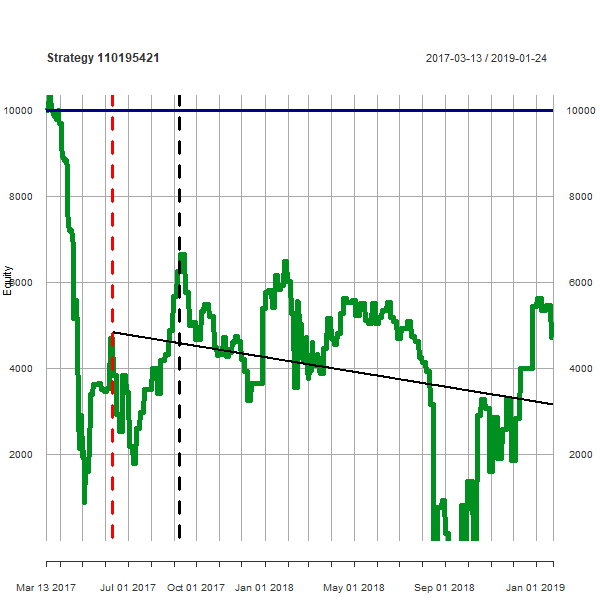 Strategy 110195421
2017-03-13 / 2019-01-24
10000
10000
8000
8000
Equity
6000
6000
4000
4000
2000
2000
Mar 13 2017
Jul 01 2017
Oct 01 2017
Jan 01 2018
May 01 2018
Sep 01 2018
Jan 01 2019